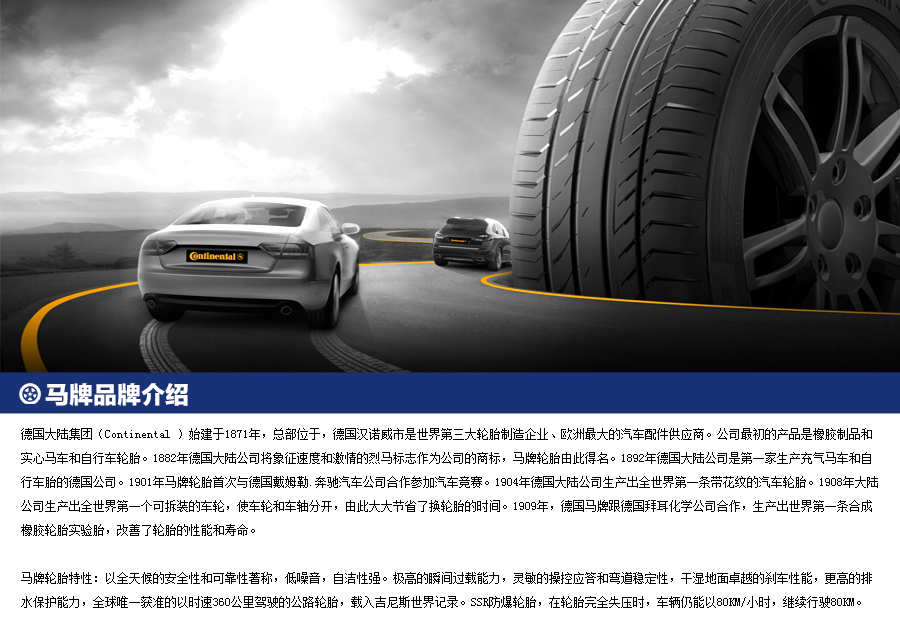 Continental
Continental
马牌品牌介绍
德国大陆集团（Continental ）始建于1871年，总部位于，德国汉诺威市是世界第三大轮胎制造企业、欧洲最大的汽车配件供应商。公司最初的产品是橡胶制品和
实心马车和自行车轮胎。1882年德国大陆公司将象征速度和激情的烈马标志作为公司的商标，马牌轮胎由此得名。1892年德国大陆公司是第一家生产充气马车和自
行车胎的德国公司。1901年马牌轮胎首次与德国戴姆勒.奔驰汽车公司合作参加汽车竞赛。1904年德国大陆公司生产出全世界第一条带花纹的汽车轮胎。1908年大陆
公司生产出全世界第一个可拆装的车轮，使车轮和车轴分开，由此大大节省了换轮胎的时间。1909年，德国马牌跟德国拜耳化学公司合作，生产出世界第一条合成
橡胶轮胎实验胎，改善了轮胎的性能和寿命。
马牌轮胎特性：以全天候的安全性和可靠性著称，低噪音，自洁性强。极高的瞬间过载能力，灵敏的操控应答和弯道稳定性，干湿地面卓越的刹车性能，更高的排
水保护能力，全球唯一获准的以时速360公里驾驶的公路轮胎，载入吉尼斯世界记录。SSR防爆轮胎，在轮胎完全失压时，车辆仍能以80KM/小时，继续行驶80KM。